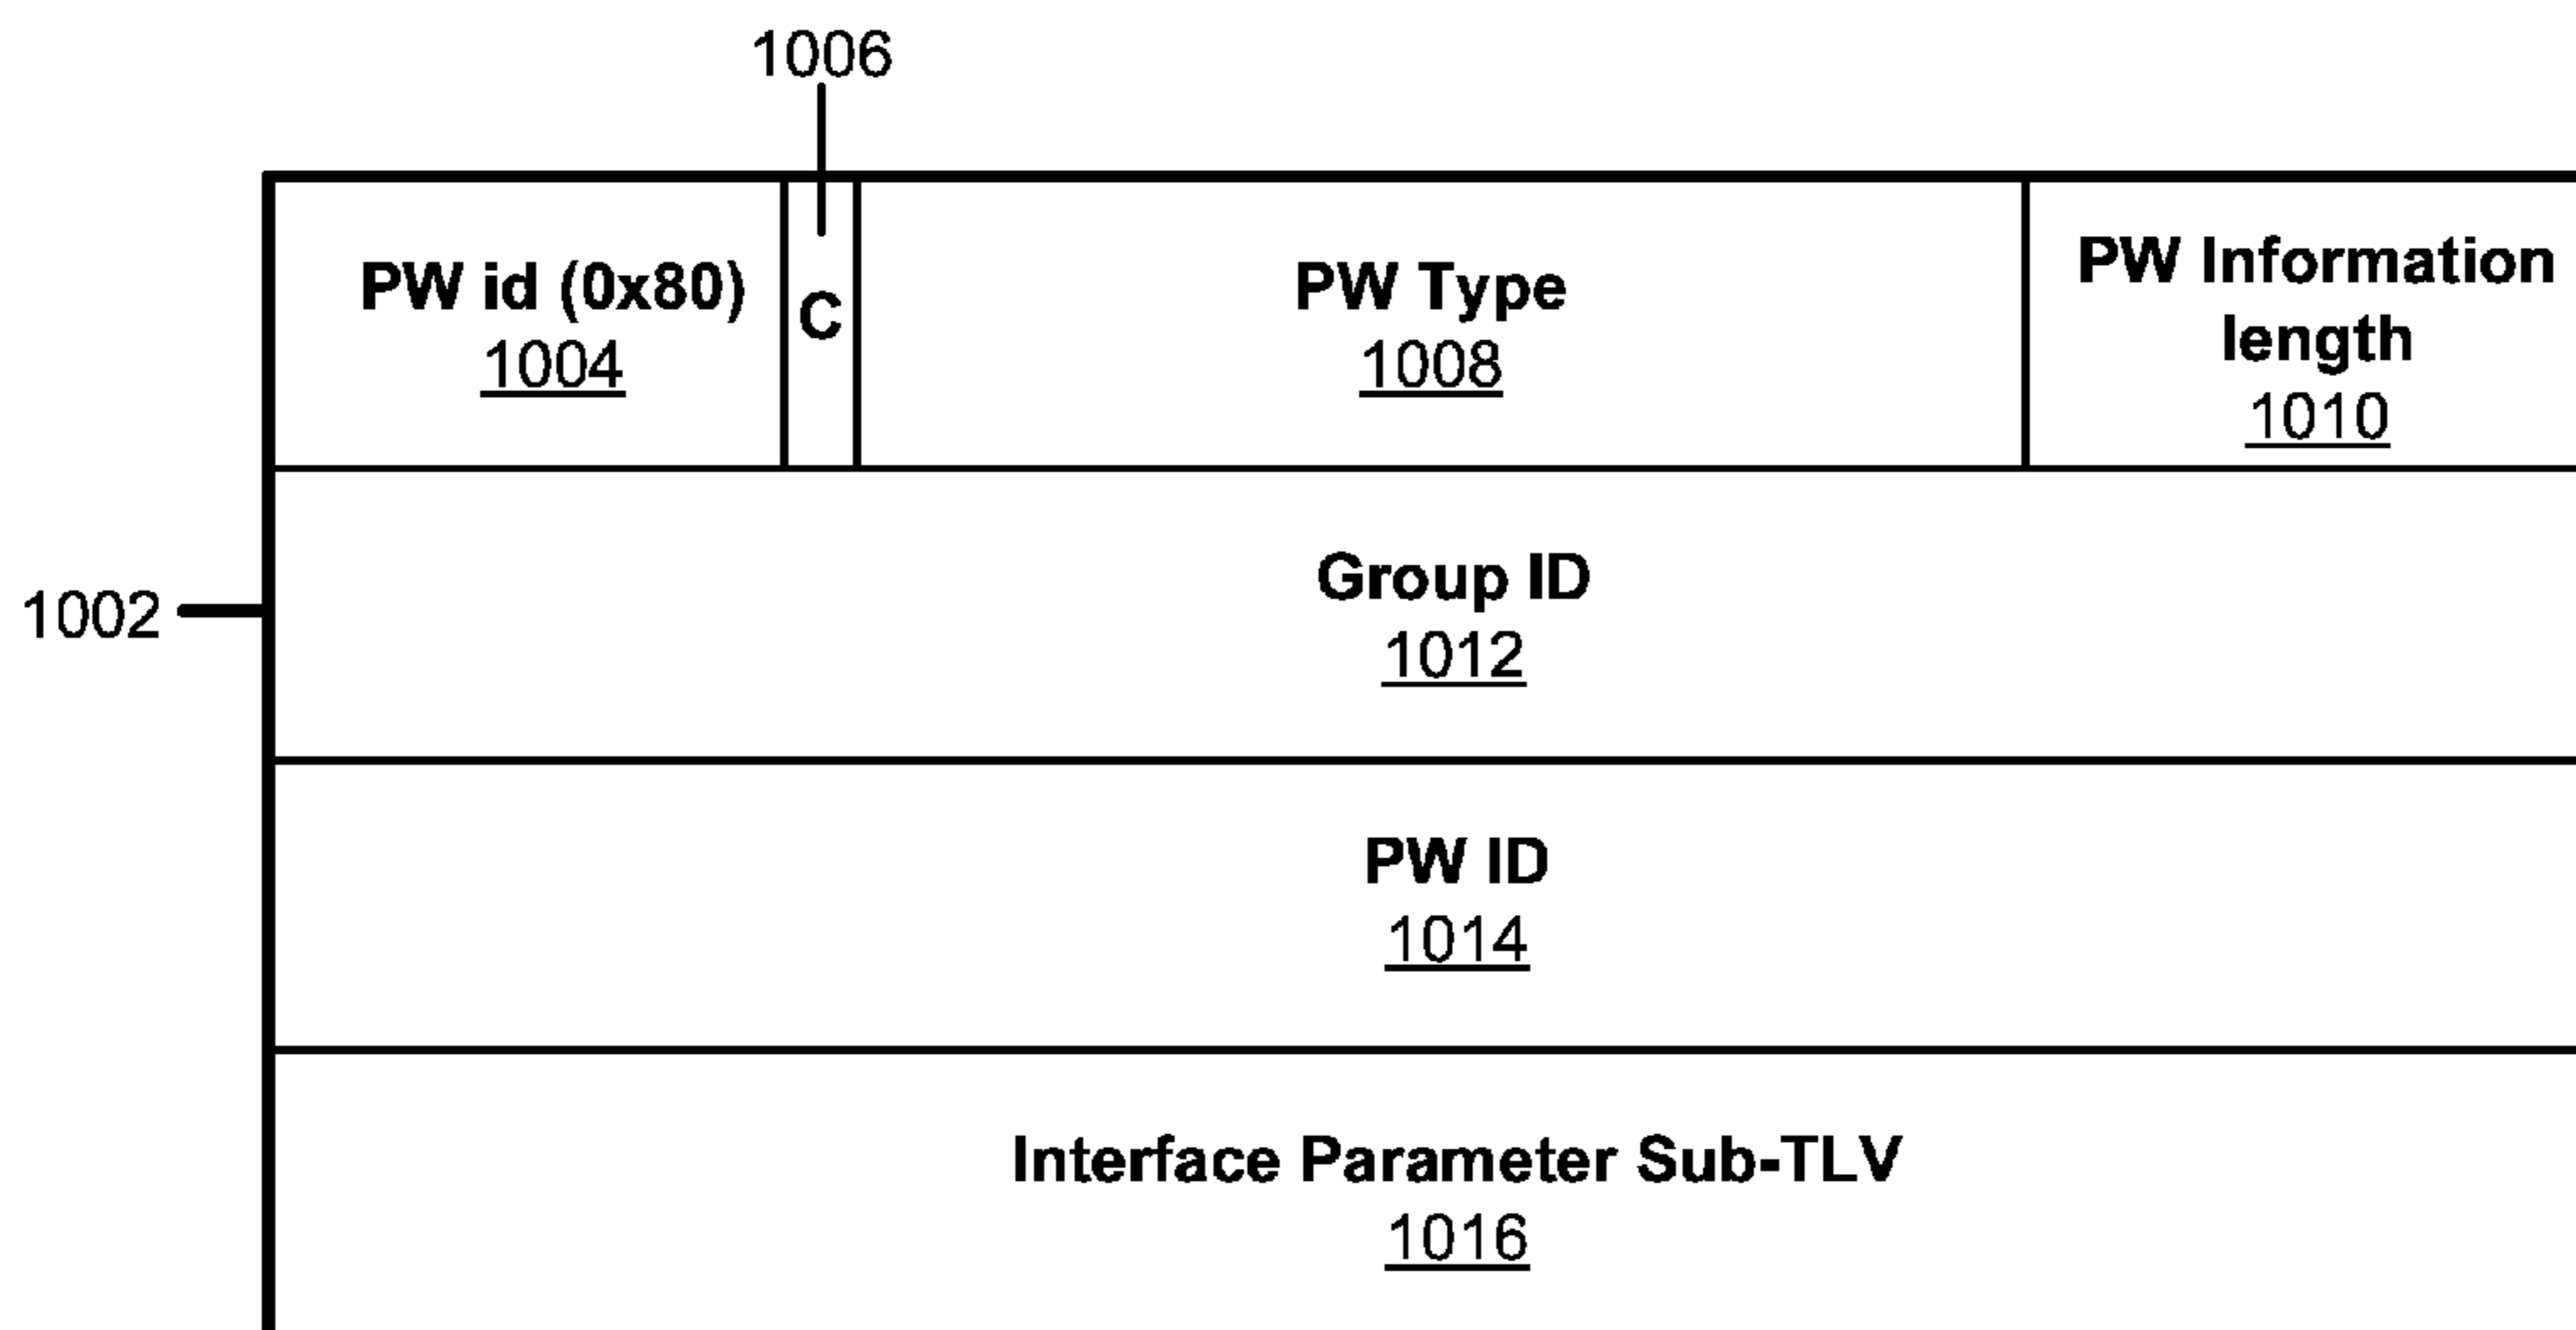 1006
PW id (0x80)
1004
C
PW Type
1008
PW Information
length
1010
Group ID
1012
1002
PW ID
1014
Interface Parameter Sub-TLV
1016